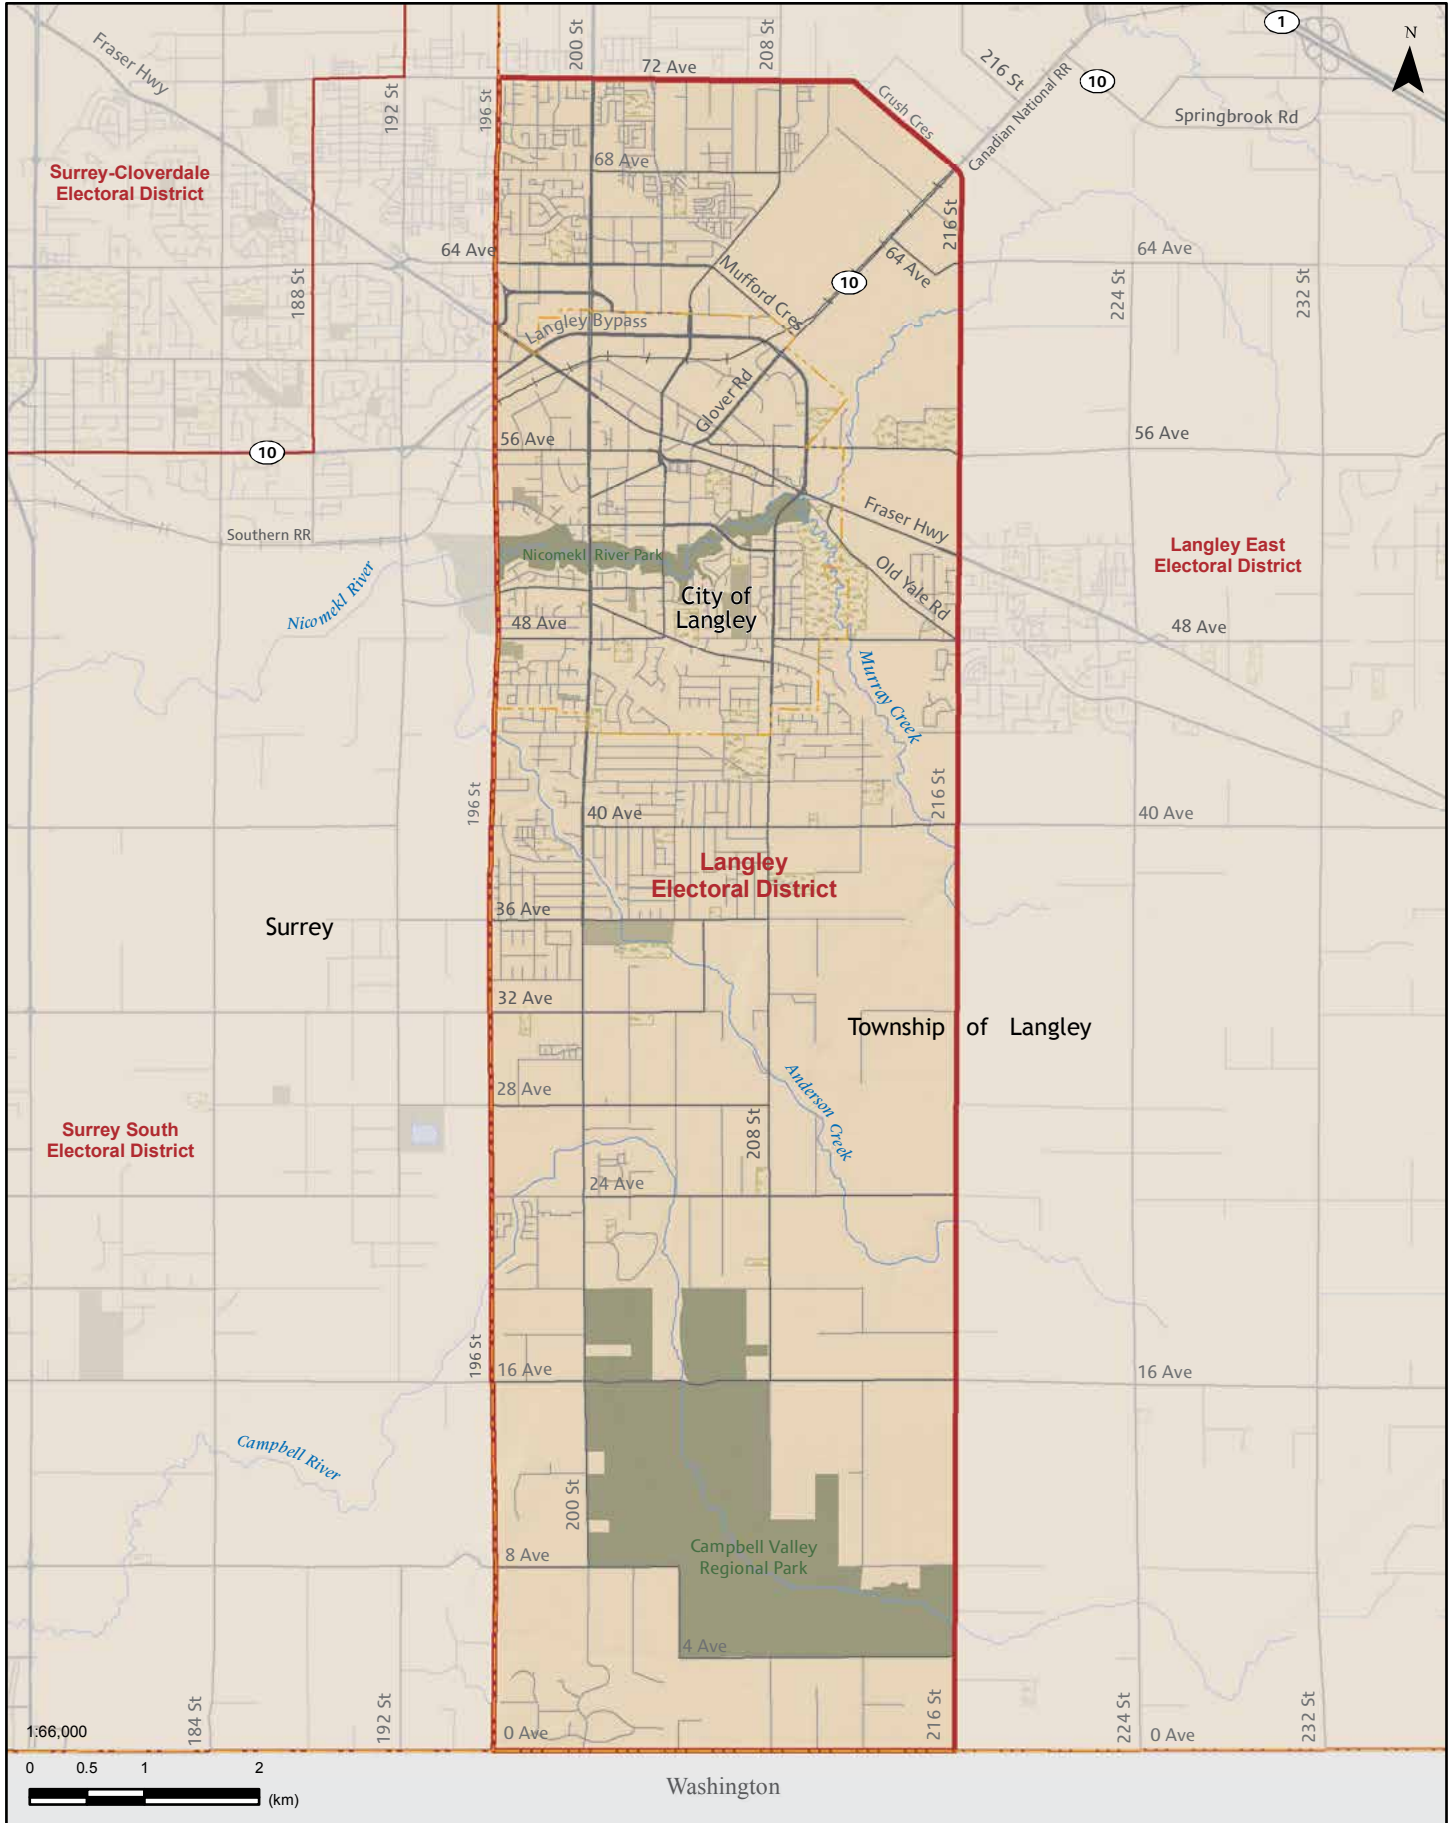 1
N
200 St
208 St
Fraser Hwy
72 Ave
216 St
Canadian National RR
10
192 St
196 St
Crush Cres
Springbrook Rd
68 Ave
Surrey-Cloverdale
Electoral District
216 St
64 Ave
64 Ave
64 Ave
188 St
Mufford Cres
10
224 St
232 St
Langley Bypass
Glover Rd
56 Ave
56 Ave
10
Fraser Hwy
Southern RR
Nicomekl River Park
Langley East
Electoral District
Nicomekl River
Old Yale Rd
City of
Langley
48 Ave
48 Ave
Murray Creek
196 St
216 St
40 Ave
40 Ave
Langley
Electoral District
36 Ave
Surrey
32 Ave
Township of Langley
28 Ave
Anderson Creek
208 St
Surrey South
Electoral District
24 Ave
196 St
16 Ave
16 Ave
Campbell River
200 St
8 Ave
Campbell Valley
Regional Park
4 Ave
184 St
192 St
216 St
224 St
232 St
1:66,000
0 Ave
0 Ave
0 0.5 1 2
(km)
Washington